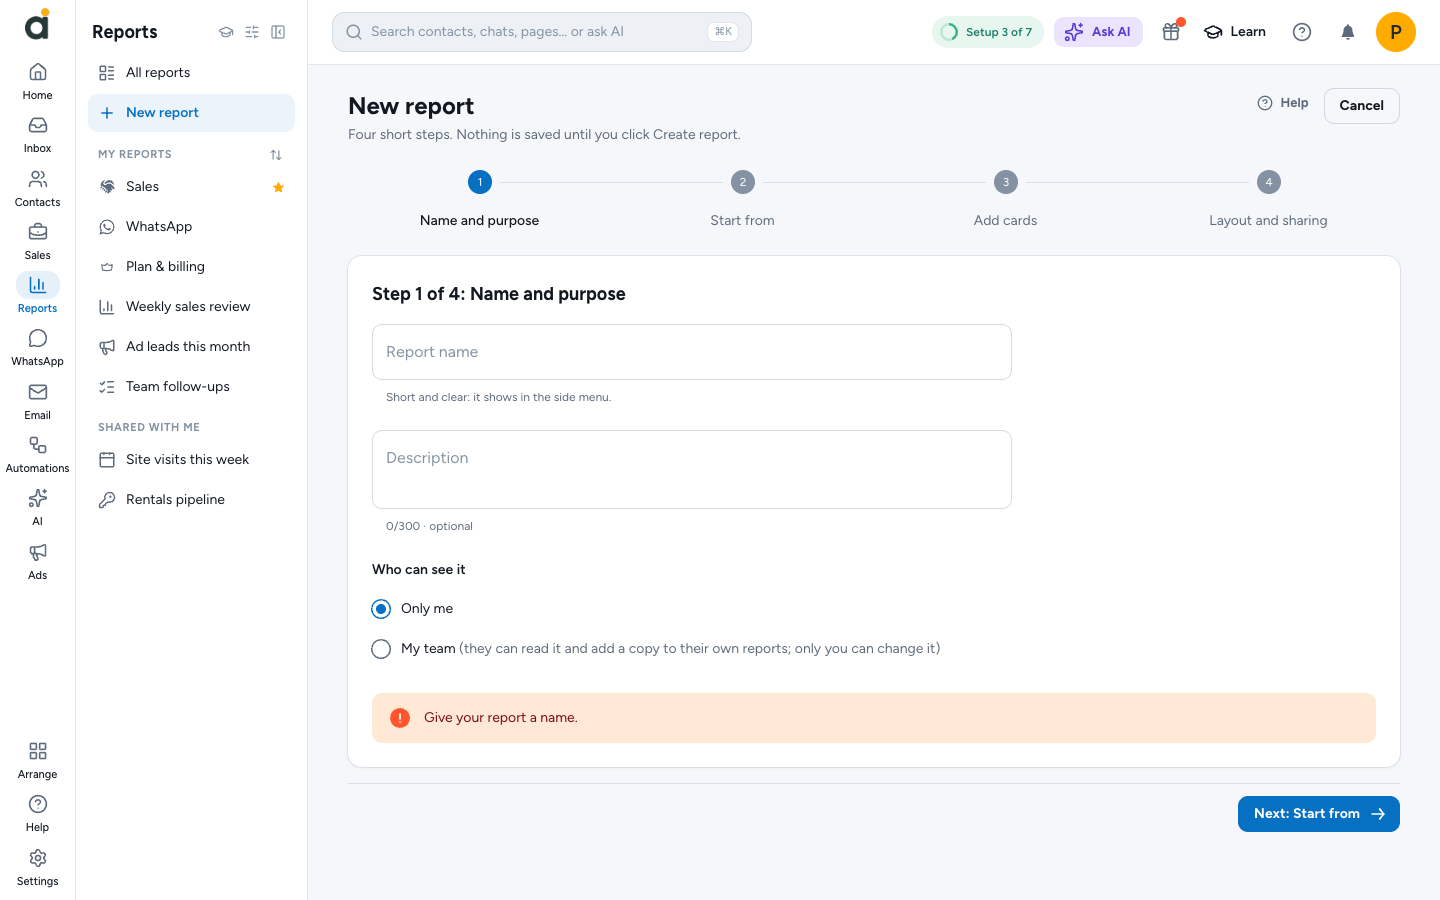 Home
Inbox
Contacts
Sales
Reports
WhatsApp
Email
Automations
AI
Ads
Arrange
Help
Settings
Reports
All reports
New report
MY REPORTS
Sales
WhatsApp
Plan & billing
Weekly sales review
Ad leads this month
Team follow-ups
SHARED WITH ME
Site visits this week
Rentals pipeline
Search contacts, chats, pages... or ask AI
⌘K
Setup 3 of 7
Ask AI
Learn
P
New report
Four short steps. Nothing is saved until you click Create report.
Help
Cancel
1
2
3
4
Name and purpose
Start from
Add cards
Layout and sharing
Step 1 of 4: Name and purpose
Report name
Short and clear: it shows in the side menu.
Description
0/300 · optional
Who can see it
Only me
My team (they can read it and add a copy to their own reports; only you can change it)
Give your report a name.
Next: Start from